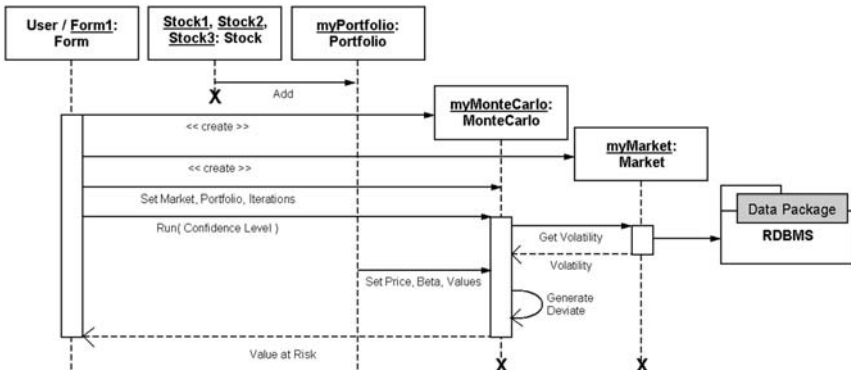 User / Form1:
Form
Stock1, Stock2,
Stock3: Stock
myPortfolio:
Portfolio
X
Add
myMonteCarlo:
MonteCarlo
<< create >>
myMarket:
Market
<< create >>
Set Market, Portfolio, Iterations
Data Package
RDBMS
Run( Confidence Level )
Get Volatility
Volatility
Set Price, Beta, Values
Generate
Deviate
Value at Risk
X
X